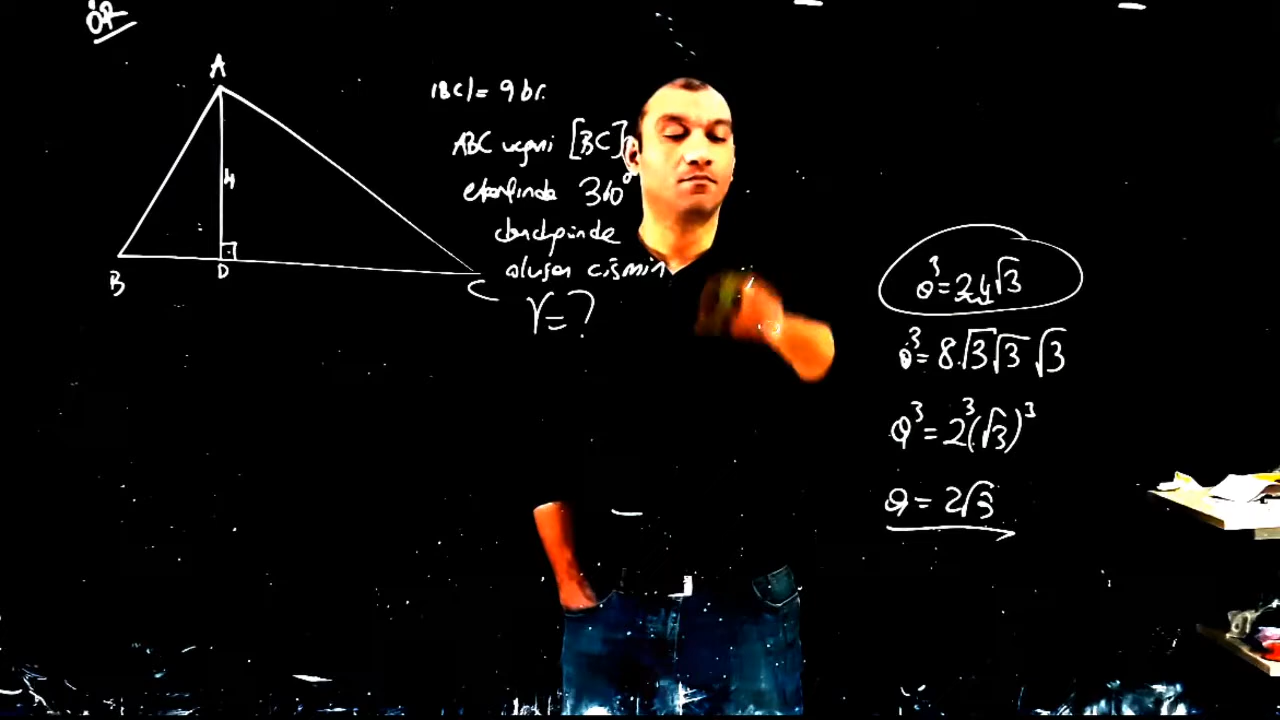 ÖR
A
4
B
D
C
|BC| = 9 br.
ABC üçgeni [BC]
etrafında 360°
döndüğünde
oluşan cismin
V = ?
a³ = 24√3
a³ = 8.√3√3 √3
a³ = 2³(√3)³
a = 2√3